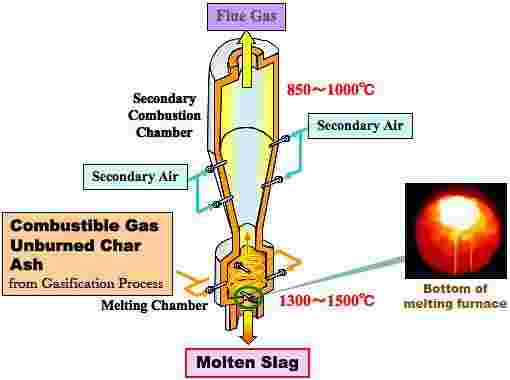 Flue Gas
850～1000℃
Secondary
Combustion
Chamber
Secondary Air
Secondary Air
Combustible Gas
Unburned Char
Ash
from Gasification Process
Melting Chamber
1300～1500℃
Bottom of
melting furnace
Molten Slag